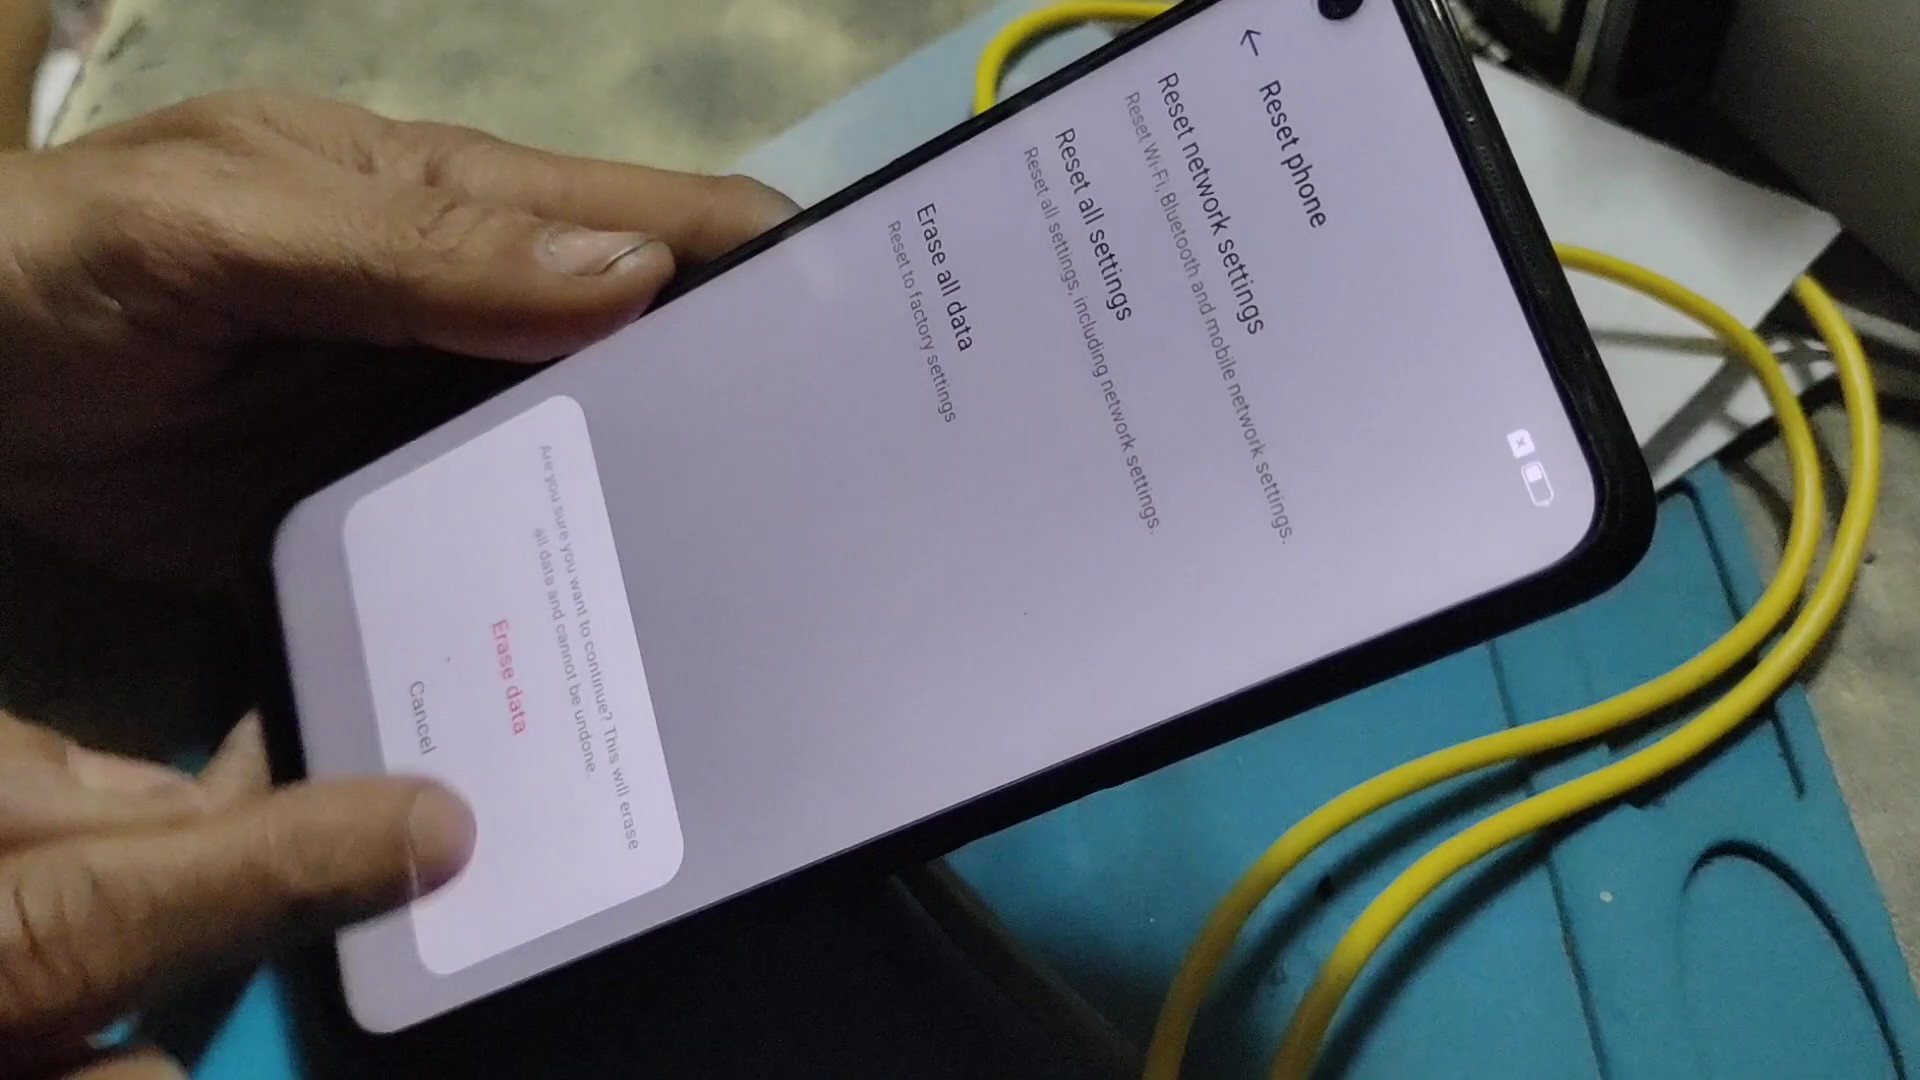 Reset phone
Reset network settings
Reset Wi-Fi, Bluetooth and mobile network settings.
Reset all settings
Reset all settings, including network settings.
Erase all data
Reset to factory settings
Are you sure you want to continue? This will erase
all data and cannot be undone.
Erase data
Cancel